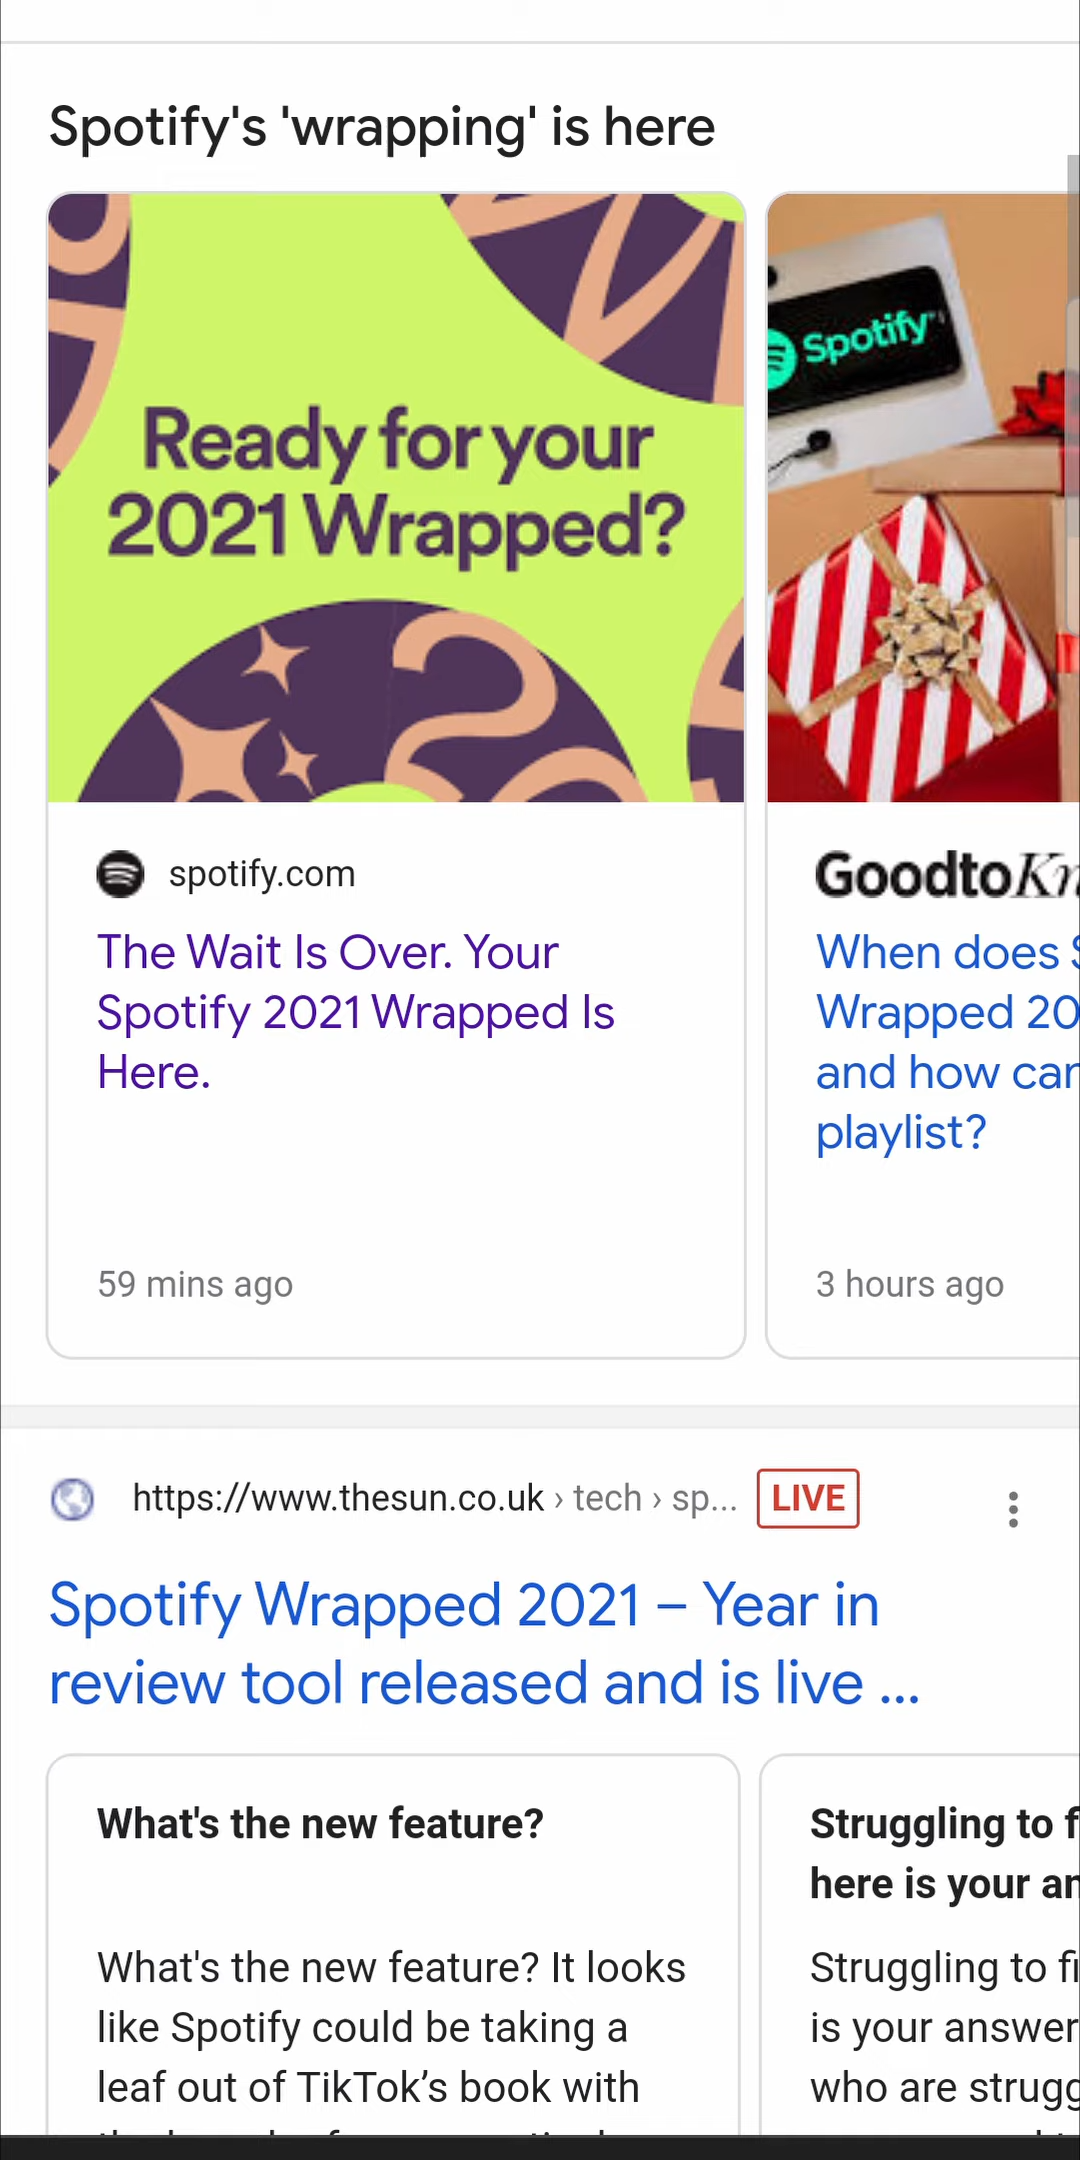 Spotify's 'wrapping' is here
Ready for your
2021 Wrapped?
Spotify
spotify.com
The Wait Is Over. Your
Spotify 2021 Wrapped Is
Here.
59 mins ago
Goodto
When does
Wrapped 20
and how can
playlist?
3 hours ago
https://www.thesun.co.uk › tech › sp...
LIVE
Spotify Wrapped 2021 – Year in
review tool released and is live ...
What's the new feature?
What's the new feature? It looks
like Spotify could be taking a
leaf out of TikTok’s book with
Struggling to
here is your
Struggling to
is your answer
who are